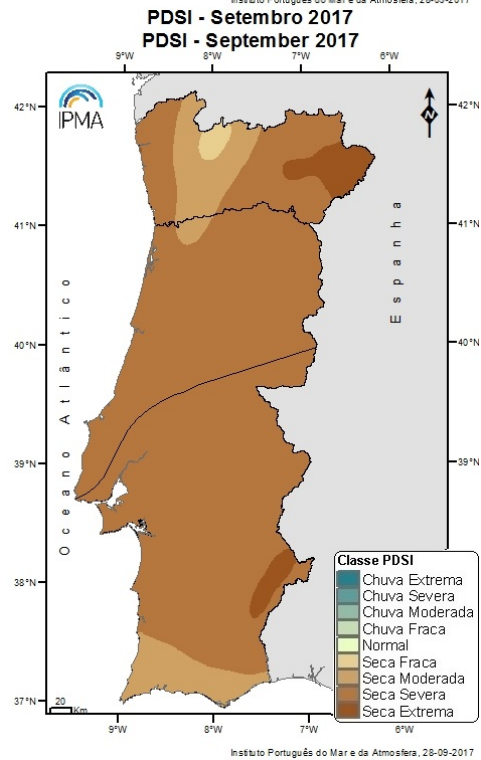 Instituto Português do Mar e da Atmosfera, 28-09-2017
PDSI - Setembro 2017
PDSI - September 2017
9°W 8°W 7°W 6°W
IPMA
N
42°N 42°N
41°N 41°N
Espanha
Oceano Atlântico
40°N 40°N
39°N 39°N
38°N
37°N
Classe PDSI
Chuva Extrema
Chuva Severa
Chuva Moderada
Chuva Fraca
Normal
Seca Fraca
Seca Moderada
Seca Severa
Seca Extrema
20
Km
9°W 8°W 7°W 6°W
Instituto Português do Mar e da Atmosfera, 28-09-2017